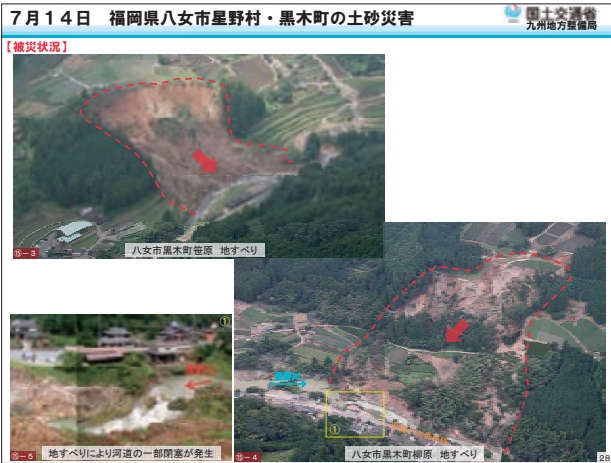 7月14日 福岡県八女市星野村・黒木町の土砂災害
国土交通省
九州地方整備局
【被災状況】
⑮-3
八女市黒木町笹原 地すべり
①
⑮-5
地すべりにより河道の一部閉塞が発生
①
⑮-4
八女市黒木町柳原 地すべり
28